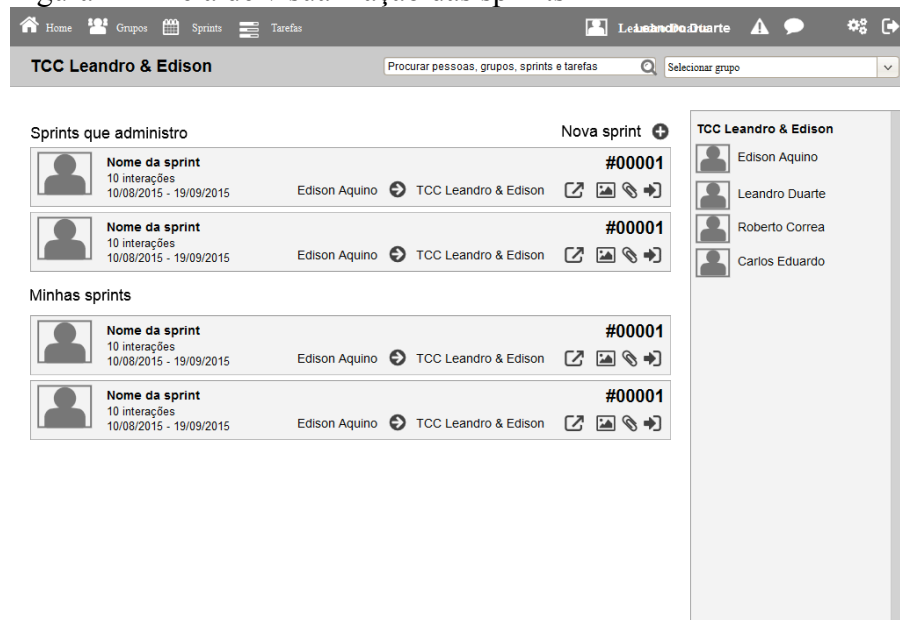 Home Grupos Sprints Tarefas Duarte
TCC Leandro & Edison Procurar pessoas, grupos, sprints e tarefas Selecionar grupo
Sprints que administro Nova sprint
Nome da sprint #00001
10 interações
10/08/2015 - 19/09/2015 Edison Aquino TCC Leandro & Edison
Nome da sprint #00001
10 interações
10/08/2015 - 19/09/2015 Edison Aquino TCC Leandro & Edison
Minhas sprints
Nome da sprint #00001
10 interações
10/08/2015 - 19/09/2015 Edison Aquino TCC Leandro & Edison
Nome da sprint #00001
10 interações
10/08/2015 - 19/09/2015 Edison Aquino TCC Leandro & Edison
TCC Leandro & Edison
Edison Aquino
Leandro Duarte
Roberto Correa
Carlos Eduardo